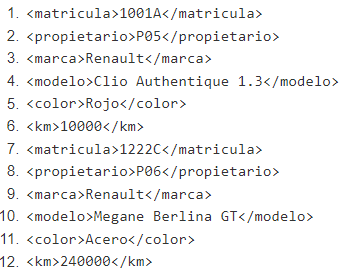 1. <matricula>1001A</matricula>
2. <propietario>P05</propietario>
3. <marca>Renault</marca>
4. <modelo>Clio Authentique 1.3</modelo>
5. <color>Rojo</color>
6. <km>10000</km>
7. <matricula>1222C</matricula>
8. <propietario>P06</propietario>
9. <marca>Renault</marca>
10. <modelo>Megane Berlina GT</modelo>
11. <color>Acero</color>
12. <km>240000</km>